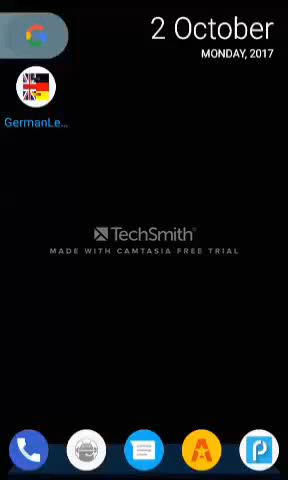 2 October
MONDAY, 2017
GermanLe...
TechSmith®
MADE WITH CAMTASIA FREE TRIAL